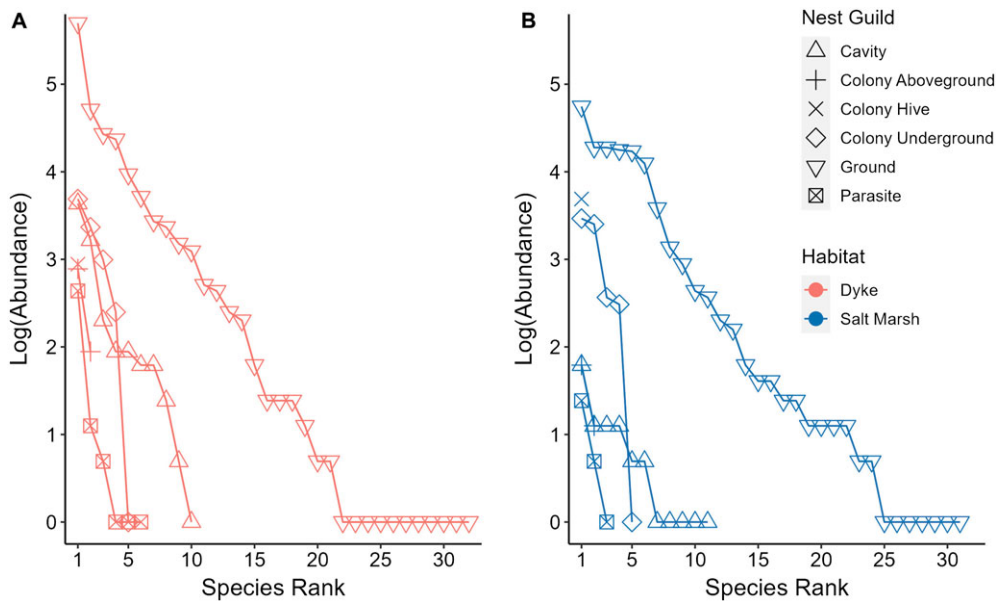 A
Log(Abundance)
5
4
3
2
1
0
1 5 10 15 20 25 30
Species Rank
B
Log(Abundance)
5
4
3
2
1
0
1 5 10 15 20 25 30
Species Rank
Nest Guild
Cavity
Colony Aboveground
Colony Hive
Colony Underground
Ground
Parasite
Habitat
Dyke
Salt Marsh